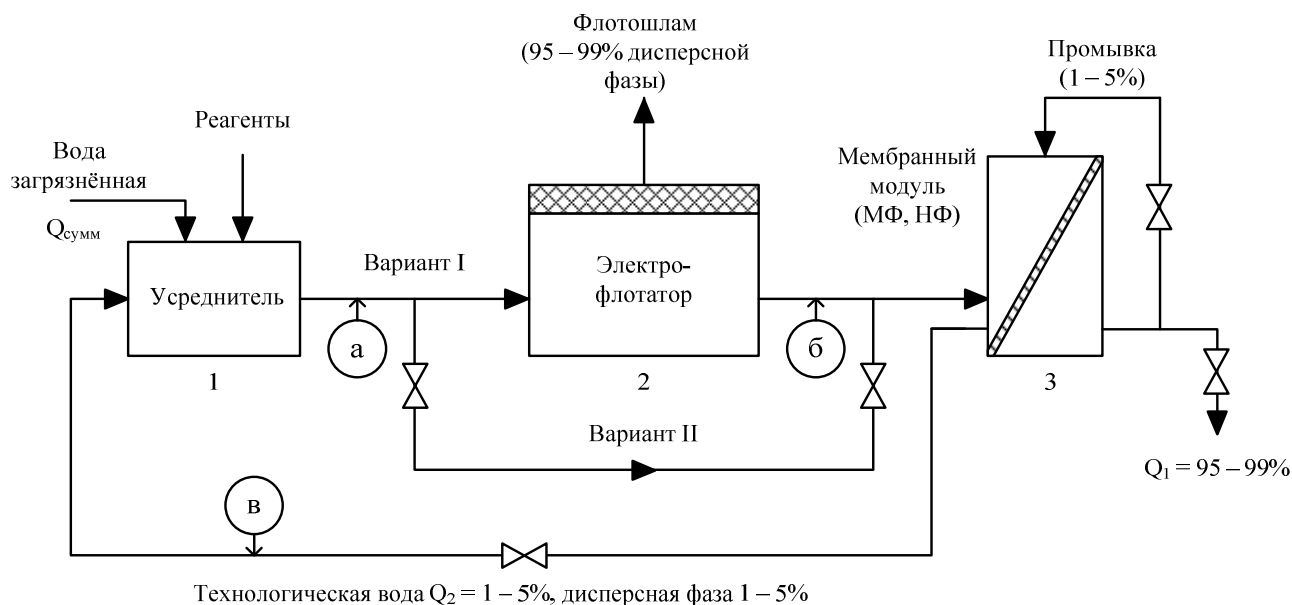 Флотошлам
(95 – 99% дисперсной
фазы)
Промывка
(1 – 5%)
Реагенты
Вода
загрязнённая
Qсумм
Мембранный
модуль
(МФ, НФ)
Вариант I
Электро-
флотатор
Усреднитель
а
б
1
2
3
Вариант II
Q1 = 95 – 99%
в
Технологическая вода Q2 = 1 – 5%, дисперсная фаза 1 – 5%